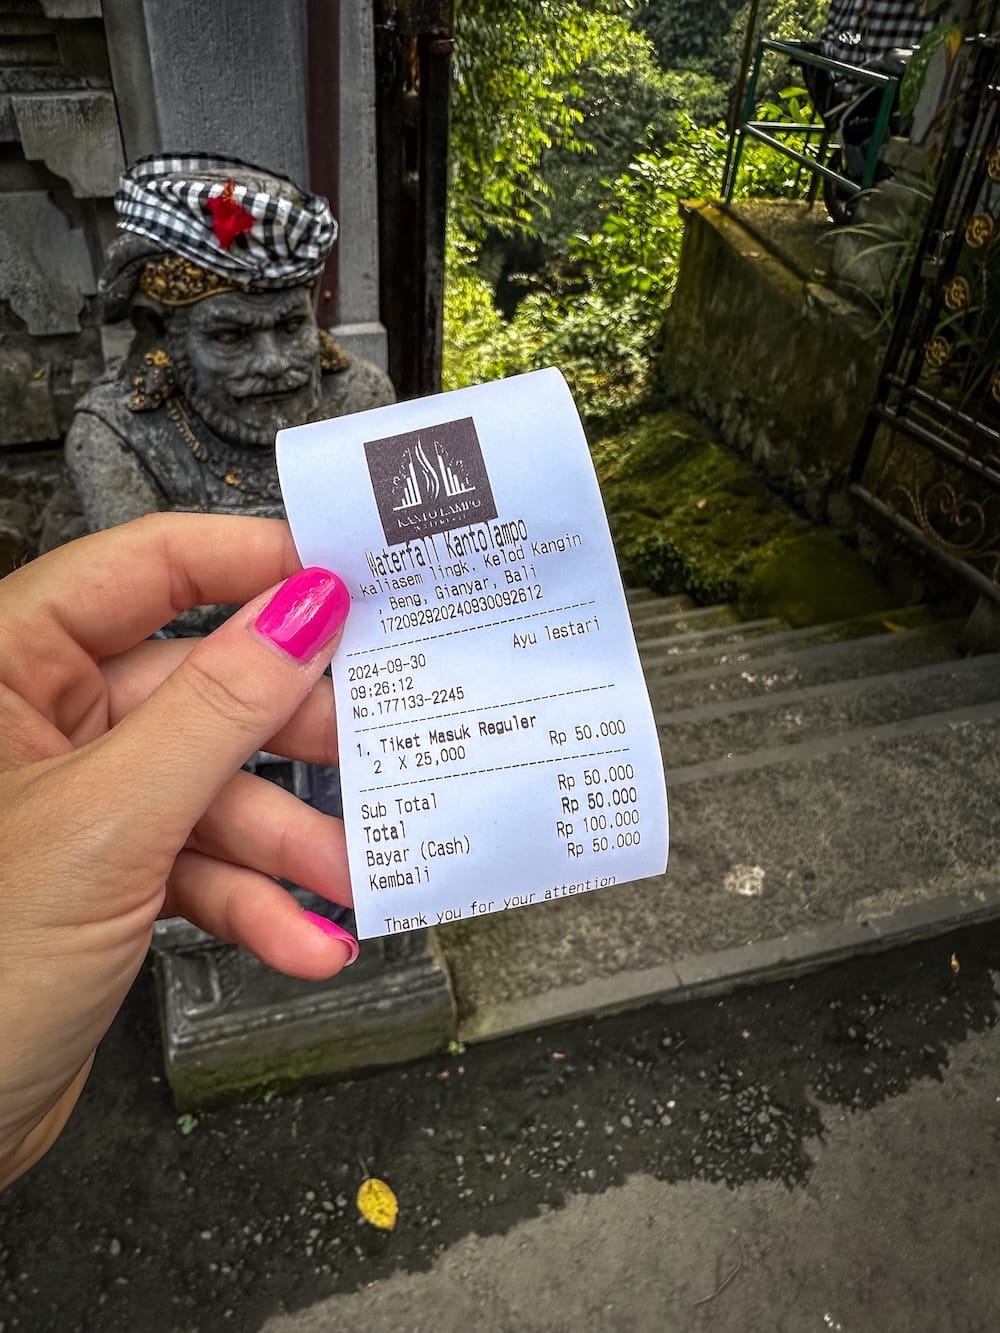 KANTO LAMPO
WATERFALL
Waterfall Kantolampo
. kaliasem lingk. Kelod Kangin
, Beng, Gianyar, Bali
17209292024093009261​2
Ayu lestari
2024-09-30
09:26:12
No.177133-2245
1. Tiket Masuk Reguler
2 X 25,000 Rp 50.000
Sub Total Rp 50.000
Total Rp 50.000
Bayar (Cash) Rp 100.000
Kembali Rp 50.000
Thank you for your attention